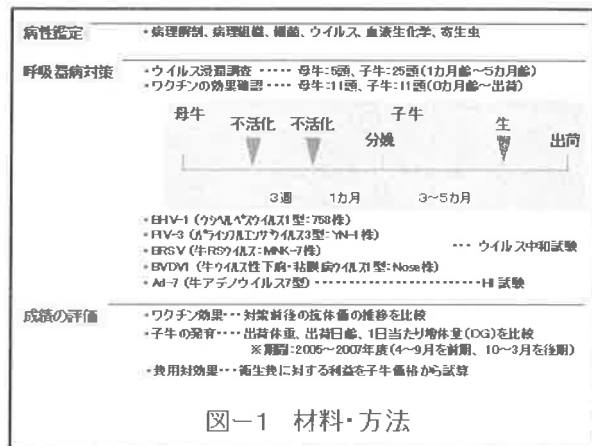 病性鑑定 ・病理解剖、病理組織、細菌、ウイルス、血液生化学、寄生虫
呼吸器病対策 ・ウイルス浸潤調査 ‥‥‥ 母牛:5頭、子牛:25頭(1カ月齢～5カ月齢)
・ワクチンの効果確認 ‥‥ 母牛:11頭、子牛:11頭(0カ月齢～出荷)
母牛 子牛
不活化 不活化 分娩 生 出荷
3週 1カ月 3～5カ月
・BHV-1 (ウシヘルペスウイルス1型:758株)
・PIV-3 (パラインフルエンザウイルス3型:YN-1株)
・BRSV (牛RSウイルス:MNK-7株) ‥‥ ウイルス中和試験
・BVDV1 (牛ウイルス性下痢・粘膜病ウイルス1型:Nose株)
・Ad-7 (牛アデノウイルス7型) ‥‥‥‥‥‥‥‥‥‥HI試験
成績の評価 ・ワクチン効果‥‥対策前後の抗体価の推移を比較
・子牛の発育‥‥出荷体重、出荷日齢、1日当たり増体量(DG)を比較
※期間:2005～2007年度(4～9月を前期、10～3月を後期)
・費用対効果‥‥衛生費に対する利益を子牛価格から試算
図－1 材料・方法